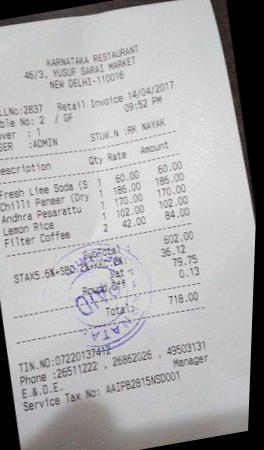 KARNATAKA RESTAURANT
46/3, YUSUF SARAI MARKET
NEW DELHI-110016
LLNo:2837 Retail Invoice 14/04/2017
ble No: 2 / GF 09:52 PM
ver : 1
SER :ADMIN STUW.N :RK NAYAK
escription Qty Rate Amount
Fresh Lime Soda (S 1 60.00 60.00
Chilli Paneer (Dry 1 186.00 186.00
Andhra Pesarattu 1 170.00 170.00
Lemon Rice 1 102.00 102.00
Filter Coffee 2 42.00 84.00
SubTotal : 602.00
STAX5.6%+SBD 36.12
Vat : 79.75
Round Off : 0.13
Total: 718.00
TIN.NO:07220137412
Phone :26511222 , 26862026 , 49503131
E.&.O.E. Manager
Service Tax No: AAIPB2815NSD001